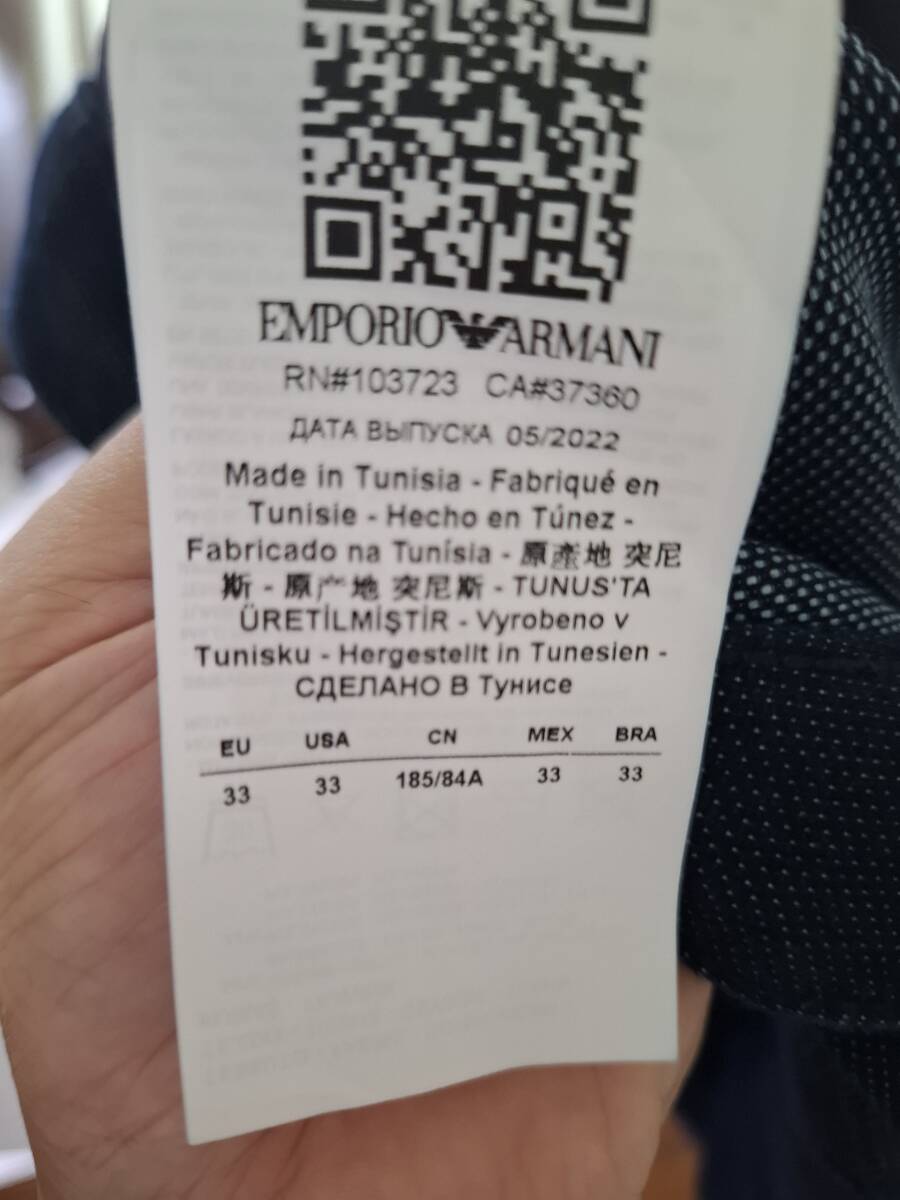 EMPORIO ARMANI
RN#103723 CA#37360
ДАТА ВЫПУСКА 05/2022
Made in Tunisia - Fabriqué en
Tunisie - Hecho en Túnez -
Fabricado na Tunísia - 原產地 突尼
斯 - 原产地 突尼斯 - TUNUS'TA
ÜRETİLMİŞTİR - Vyrobeno v
Tunisku - Hergestellt in Tunesien -
СДЕЛАНО В Тунисе
EU USA CN MEX BRA
33 33 185/84A 33 33